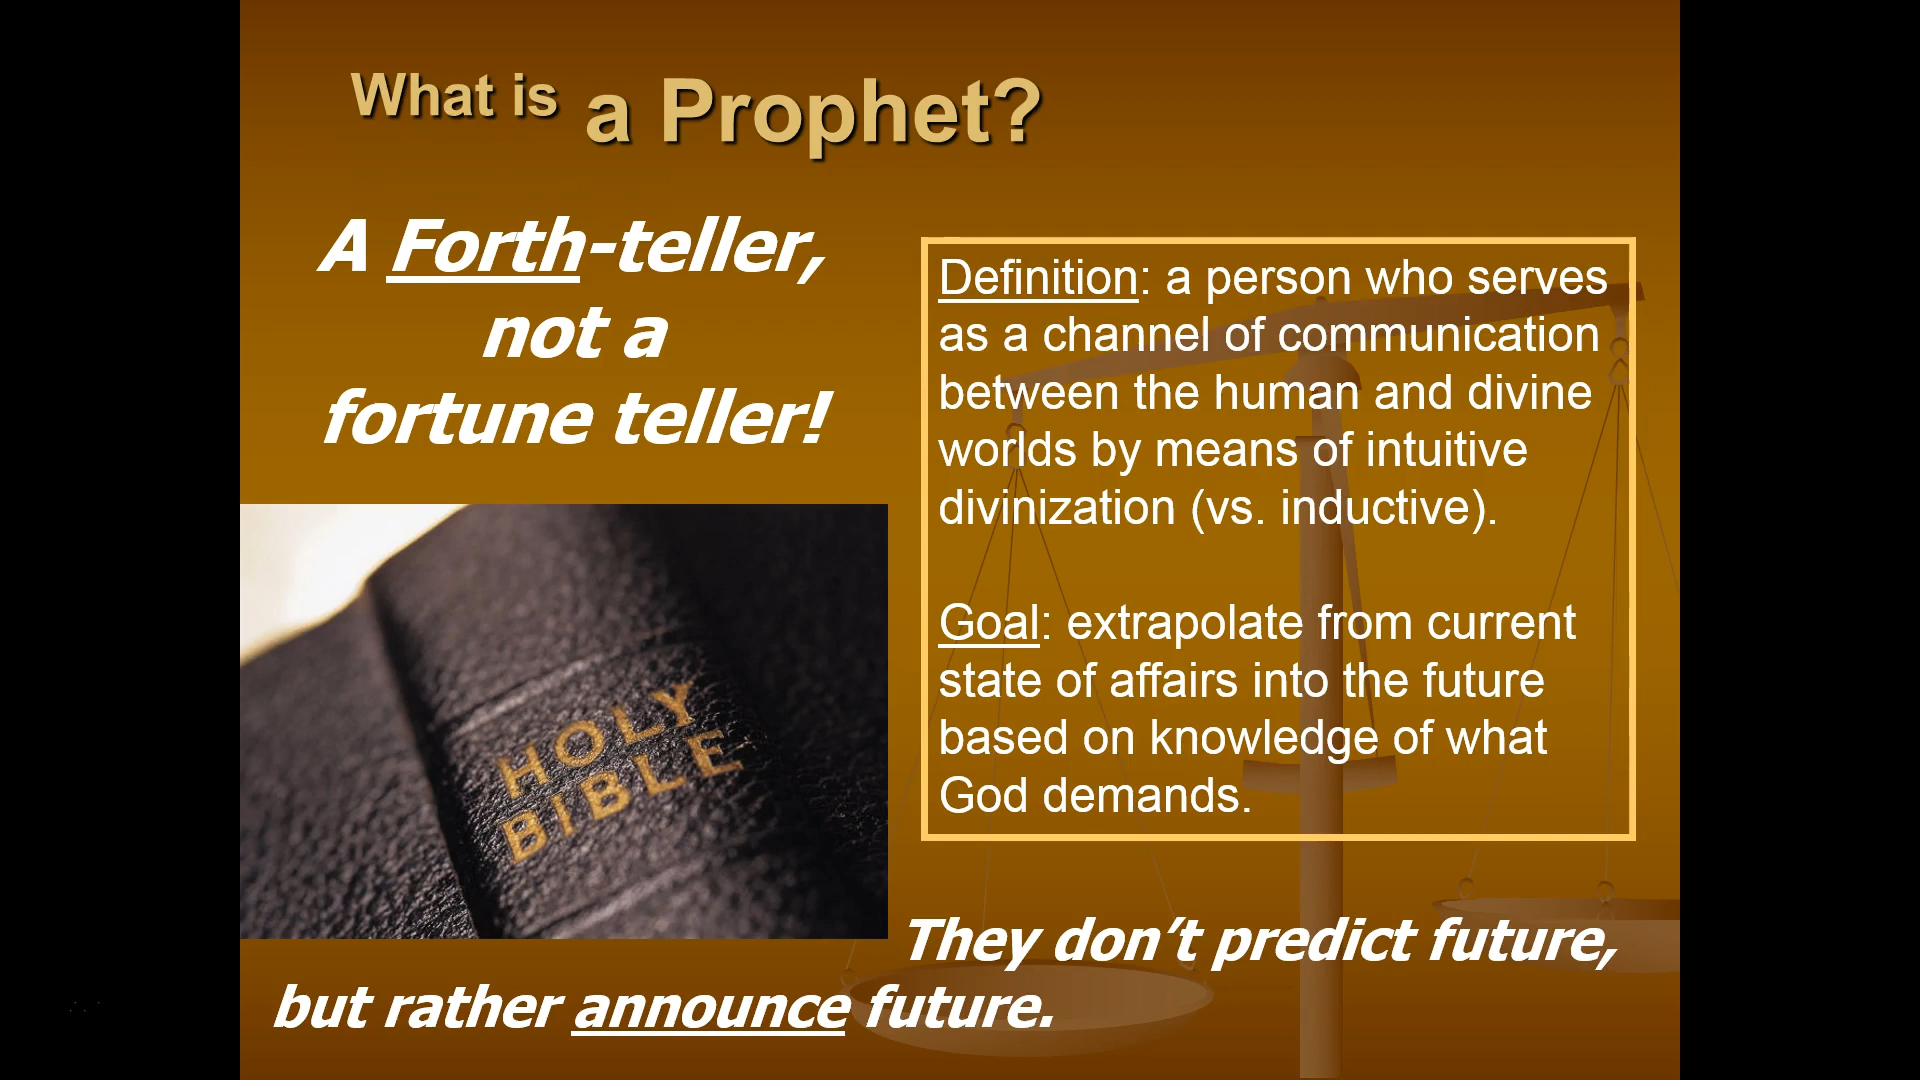 What is a Prophet?
A Forth-teller,
not a
fortune teller!
Definition: a person who serves
as a channel of communication
between the human and divine
worlds by means of intuitive
divinization (vs. inductive).
Goal: extrapolate from current
state of affairs into the future
based on knowledge of what
God demands.
HOLY
BIBLE
They don’t predict future,
but rather announce future.